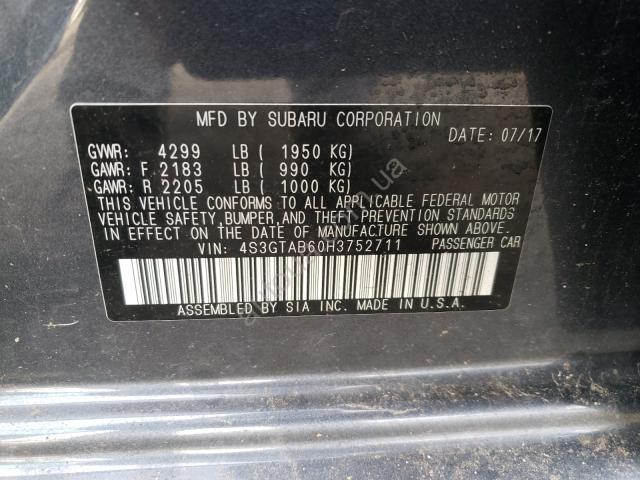 MFD BY SUBARU CORPORATION
DATE: 07/17
GVWR: 4299 LB ( 1950 KG)
GAWR: F 2183 LB ( 990 KG)
GAWR: R 2205 LB ( 1000 KG)
THIS VEHICLE CONFORMS TO ALL APPLICABLE FEDERAL MOTOR
VEHICLE SAFETY, BUMPER, AND THEFT PREVENTION STANDARDS
IN EFFECT ON THE DATE OF MANUFACTURE SHOWN ABOVE.
VIN: 4S3GTAB60H3752711 PASSENGER CAR
ASSEMBLED BY SIA INC. MADE IN U.S.A.